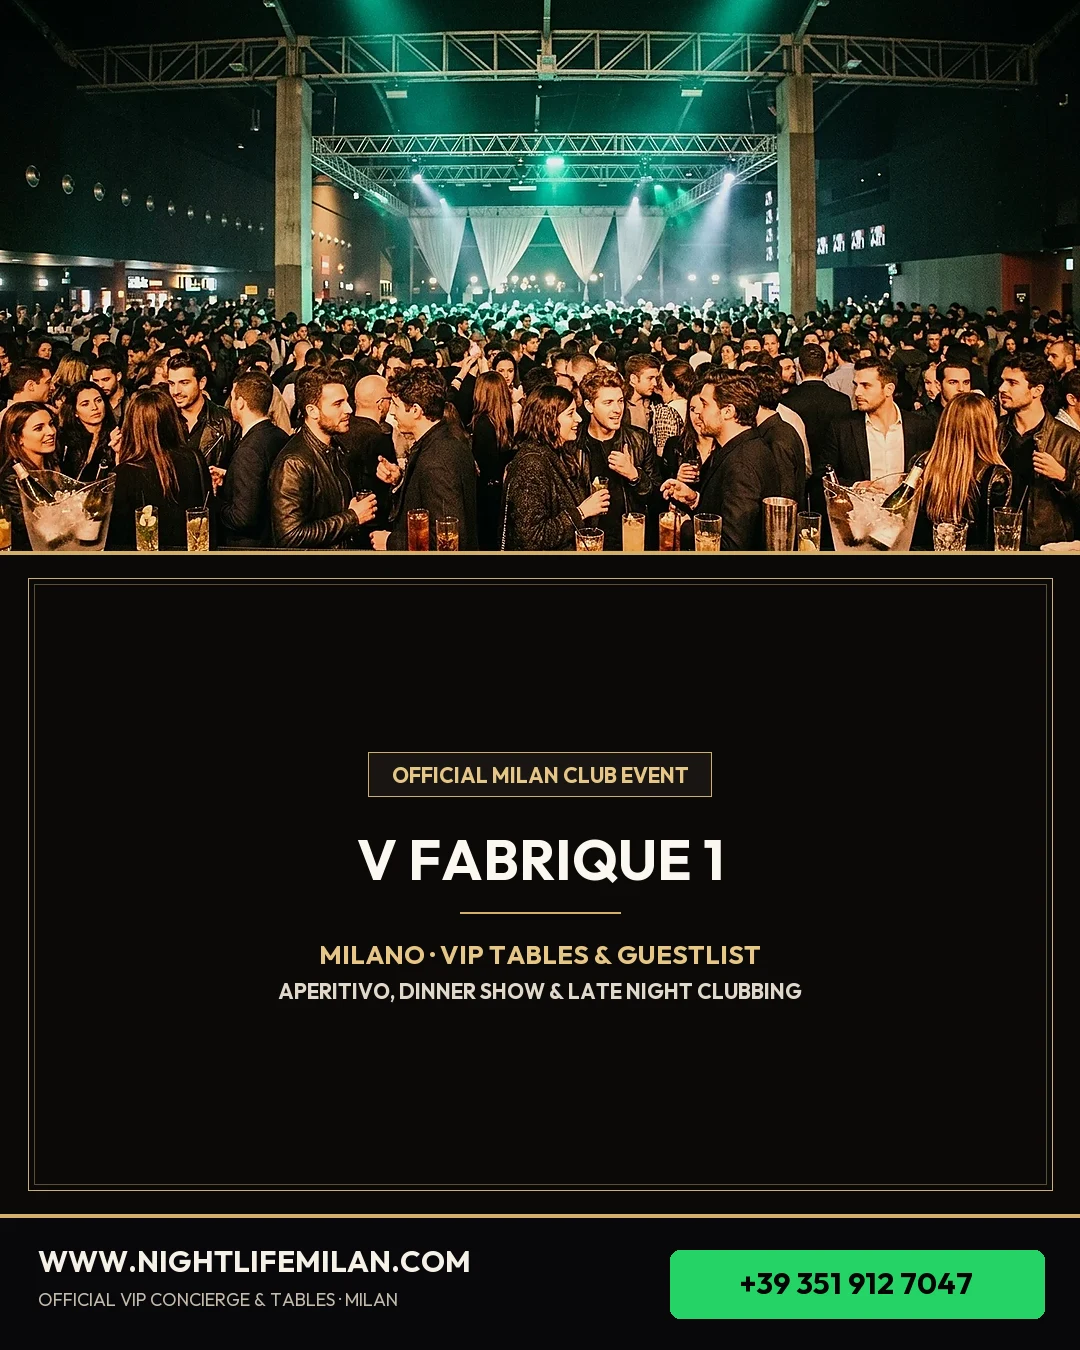 OFFICIAL MILAN CLUB EVENT
V FABRIQUE 1
MILANO · VIP TABLES & GUESTLIST
APERITIVO, DINNER SHOW & LATE NIGHT CLUBBING
WWW.NIGHTLIFEMILAN.COM
OFFICIAL VIP CONCIERGE & TABLES · MILAN
+39 351 912 7047